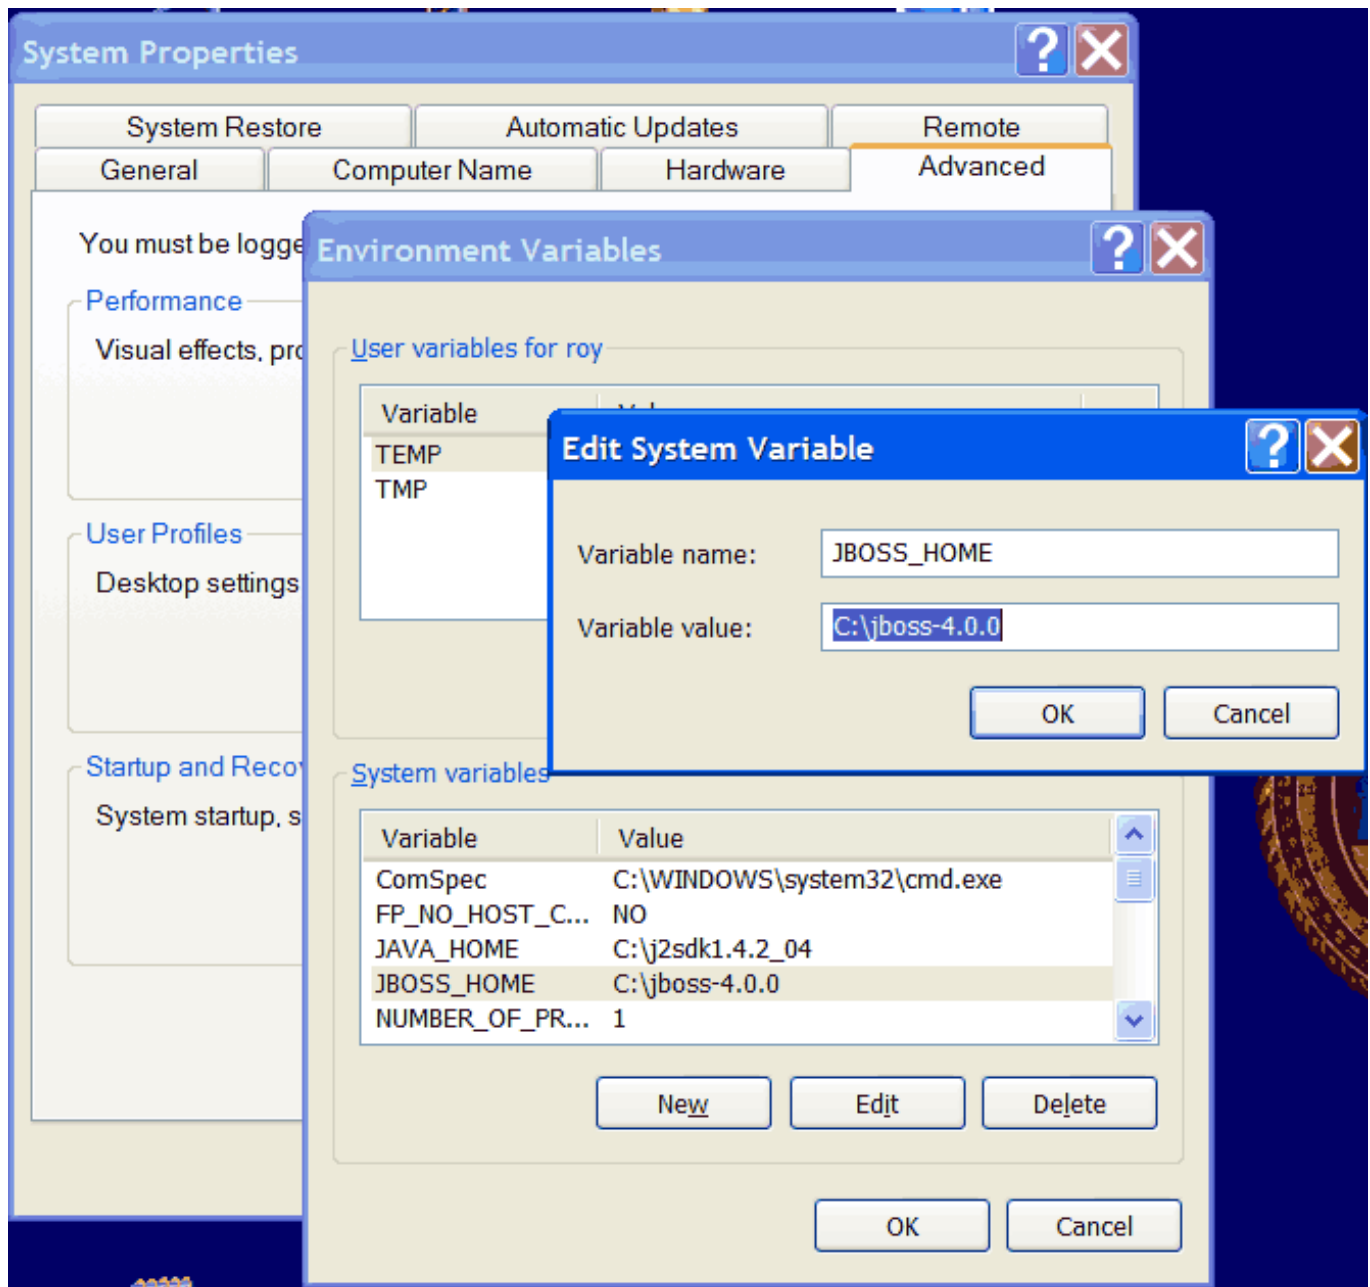 System Properties
System Restore
Automatic Updates
Remote
General
Computer Name
Hardware
Advanced
You must be logge
Performance
Visual effects, pro
User Profiles
Desktop settings
Startup and Reco
System startup, s
Environment Variables
User variables for roy
Variable
TEMP
TMP
Edit System Variable
Variable name: JBOSS_HOME
Variable value: C:\jboss-4.0.0
OK Cancel
System variables
Variable Value
ComSpec C:\WINDOWS\system32\cmd.exe
FP_NO_HOST_C... NO
JAVA_HOME C:\j2sdk1.4.2_04
JBOSS_HOME C:\jboss-4.0.0
NUMBER_OF_PR... 1
New Edit Delete
OK Cancel